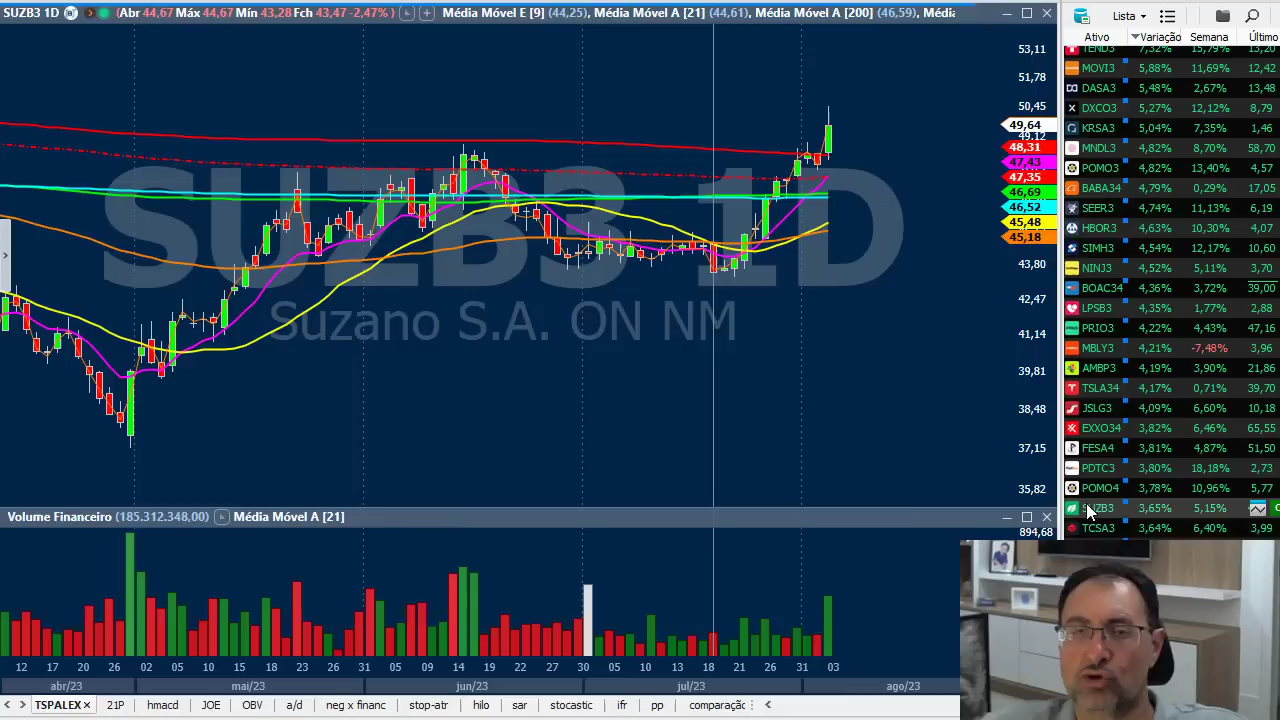 SUZB3 1D (Abr 44,67 Máx 44,67 Mín 43,28 Fch 43,47 -2,47% ) Média Móvel E [9] (44,25), Média Móvel A [21] (44,61), Média Móvel A [200] (46,59), Média
53,11
51,78
50,45
49,64
49,12
48,31
47,43
47,35
46,69
46,52
45,48
45,18
43,80
42,47
41,14
39,81
38,48
37,15
35,82
SUZB3 1D
Suzano S.A. ON NM
Volume Financeiro (185.312.348,00) Média Móvel A [21]
894,68
12 17 20 26 02 05 10 15 18 23 26 31 05 09 14 19 22 27 30 05 10 13 18 21 26 31 03
abr/23 mai/23 jun/23 jul/23 ago/23
TSPALEX × 21P hmacd JOE OBV a/d neg x financ stop-atr hilo sar stocastic ifr pp comparação
Lista
Ativo Variação Semana Último
TEND3 7,32% 15,79% 13,20
MOVI3 5,88% 11,69% 12,42
DASA3 5,48% 2,67% 13,48
DXCO3 5,27% 12,12% 8,79
KRSA3 5,04% 7,35% 1,46
MNDL3 4,82% 8,70% 58,70
POMO3 4,82% 13,40% 4,57
BABA34 4,79% 0,29% 17,05
SEER3 4,74% 11,13% 6,19
HBOR3 4,63% 10,30% 4,07
SIMH3 4,54% 12,17% 10,60
NINJ3 4,52% 5,11% 3,70
BOAC34 4,36% 3,72% 39,00
LPSB3 4,35% 1,77% 2,88
PRIO3 4,22% 4,43% 47,16
MBLY3 4,21% -7,48% 3,96
AMBP3 4,19% 3,90% 21,86
TSLA34 4,17% 0,71% 39,70
JSLG3 4,09% 6,60% 10,18
EXXO34 3,82% 6,46% 65,55
FESA4 3,81% 4,87% 51,50
PDTC3 3,80% 18,18% 2,73
POMO4 3,78% 10,96% 5,77
SUZB3 3,65% 5,15%
TCSA3 3,64% 6,40% 3,99